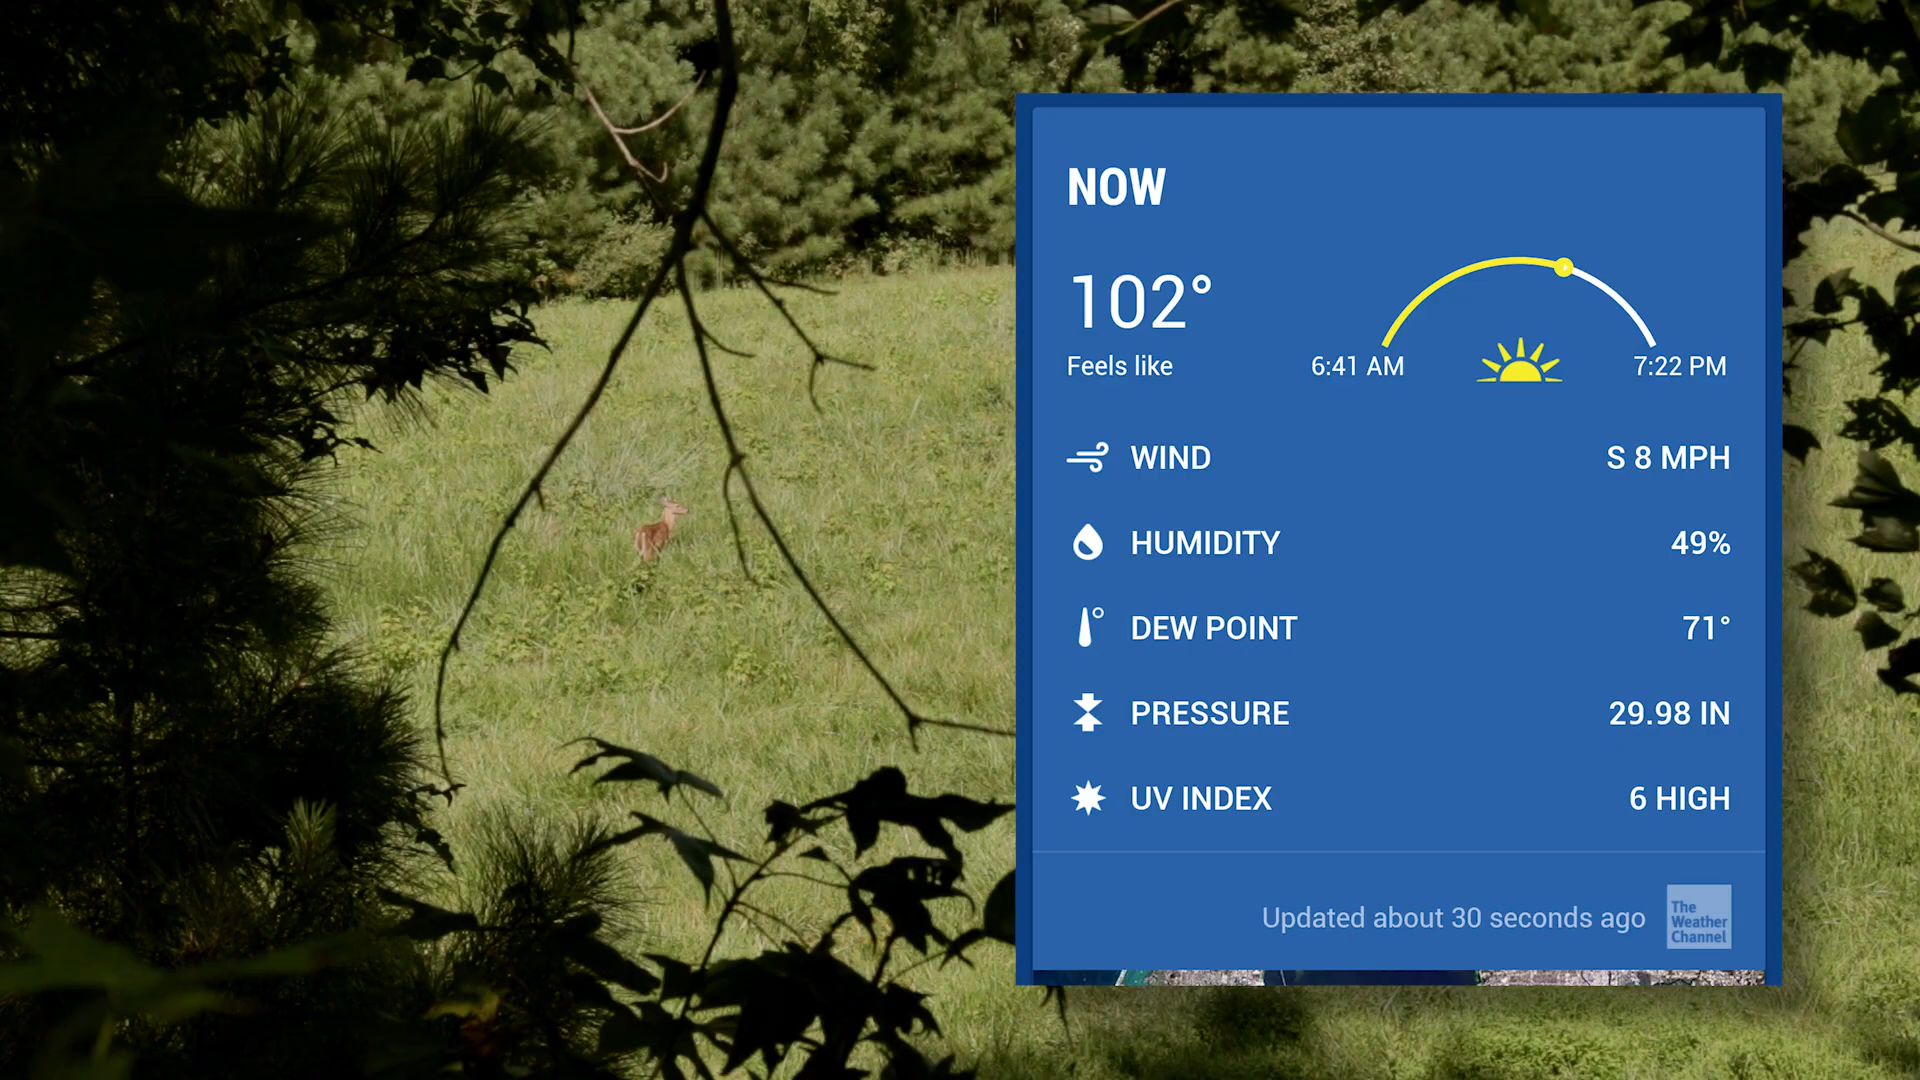 NOW
102°
Feels like
6:41 AM
7:22 PM
WIND S 8 MPH
HUMIDITY 49%
DEW POINT 71°
PRESSURE 29.98 IN
UV INDEX 6 HIGH
Updated about 30 seconds ago
The
Weather
Channel